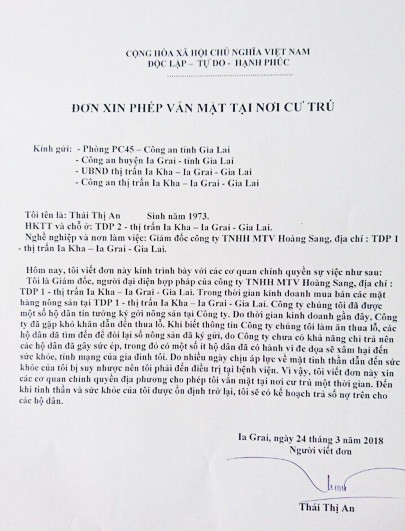 CỘNG HÒA XÃ HỘI CHỦ NGHĨA VIỆT NAM
ĐỘC LẬP – TỰ DO - HẠNH PHÚC
ĐƠN XIN PHÉP VẮN MẶT TẠI NƠI CƯ TRÚ
Kính gửi: - Phòng PC45 – Công an tỉnh Gia Lai
- Công an huyện Ia Grai - tỉnh Gia Lai
- UBND thị trấn Ia Kha – Ia Grai - Gia Lai
- Công an thị trấn Ia Kha – Ia Grai - Gia Lai
Tôi tên là: Thái Thị An Sinh năm 1973.
HKTT và chỗ ở: TDP 2 - thị trấn Ia Kha – Ia Grai - Gia Lai.
Nghề nghiệp và nơn làm việc: Giám đốc công ty TNHH MTV Hoàng Sang, địa chỉ : TDP 1
- thị trấn Ia Kha – Ia Grai - Gia Lai.
Hôm nay, tôi viết đơn này kính trình bày với các cơ quan chính quyền sự việc như sau:
Tôi là Giám đốc, người đại diện hợp pháp của công ty TNHH MTV Hoàng Sang, địa chỉ :
TDP 1 - thị trấn Ia Kha – Ia Grai - Gia Lai. Trong thời gian kinh doanh mua bán các mặt
hàng nông sản tại TDP 1 - thị trấn Ia Kha – Ia Grai - Gia Lai. Công ty chúng tôi đã được
một số hộ dân tin tưởng ký gởi nông sản tại Công ty. Do thời gian kinh doanh gần đây, Công
ty đã gặp khó khăn dẫn đến thua lỗ. Khi biết thông tin Công ty chúng tôi làm ăn thua lỗ, các
hộ dân đã tìm đến để đòi lại số nông sản đã ký gửi, do Công ty chưa có khả năng chi trả nên
các hộ dân đã gây sức ép, trong đó có một số ít hộ dân đã có hành vi đe dọa sẽ xâm hại đến
sức khỏe, tính mạng của gia đình tôi. Do nhiều ngày chịu áp lực về mặt tinh thần dẫn đến sức
khỏe của tôi bị suy nhược nên tôi phải đến điều trị tại bệnh viện. Vì vậy, tôi viết đơn này xin
các cơ quan chính quyền địa phương cho phép tôi vắn mặt tại nơi cư trú một thời gian. Đến
khi tinh thần và sức khỏe của tôi được ổn định trở lại, tôi sẽ có kế hoạch trả số nợ trên cho
các hộ dân.
Ia Grai, ngày 24 tháng 3 năm 2018
Người viết đơn
Thái Thị An